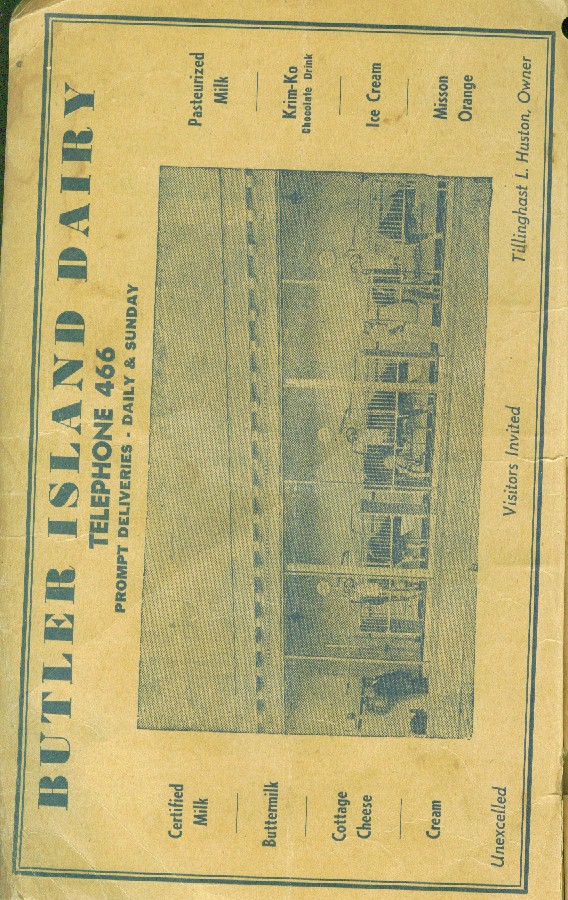 BUTLER ISLAND DAIRY
TELEPHONE 466
PROMPT DELIVERIES - DAILY & SUNDAY
Certified
Milk
Buttermilk
Cottage
Cheese
Cream
Pasteurized
Milk
Krim-Ko
Chocolate Drink
Ice Cream
Misson
Orange
Unexcelled
Visitors Invited
Tillinghast L. Huston, Owner